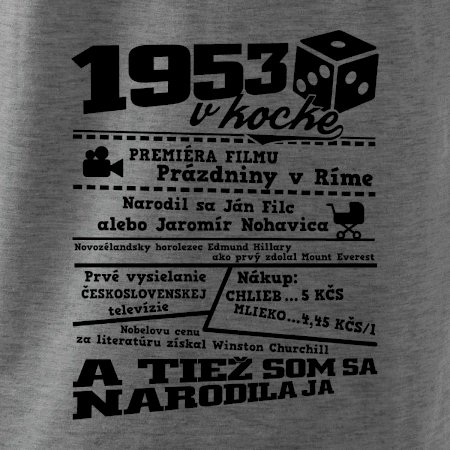 1953
v kocke
PREMIÉRA FILMU
Prázdniny v Ríme
Narodil sa Ján Filc
alebo Jaromír Nohavica
Novozélandsky horolezec Edmund Hillary
ako prvý zdolal Mount Everest
Prvé vysielanie
ČESKOSLOVENSKEJ
televízie
Nákup:
CHLIEB...5 KČS
MLIEKO...4,45 KČS/l
Nobelovu cenu
za literatúru získal Winston Churchill
A TIEŽ SOM SA
NARODILA JA